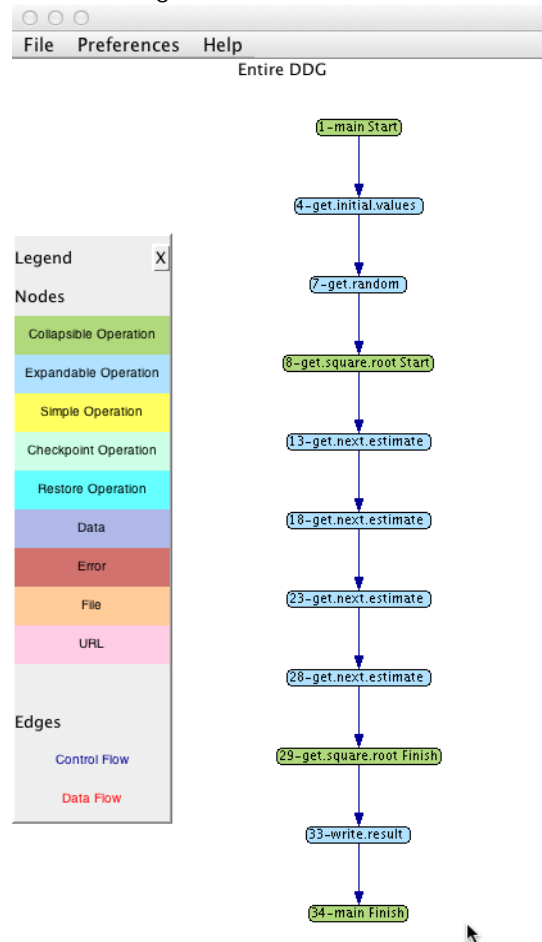 File Preferences Help
Entire DDG
1-main Start
4-get.initial.values
7-get.random
8-get.square.root Start
13-get.next.estimate
18-get.next.estimate
23-get.next.estimate
28-get.next.estimate
29-get.square.root Finish
33-write.result
34-main Finish
Legend X
Nodes
Collapsible Operation
Expandable Operation
Simple Operation
Checkpoint Operation
Restore Operation
Data
Error
File
URL
Edges
Control Flow
Data Flow